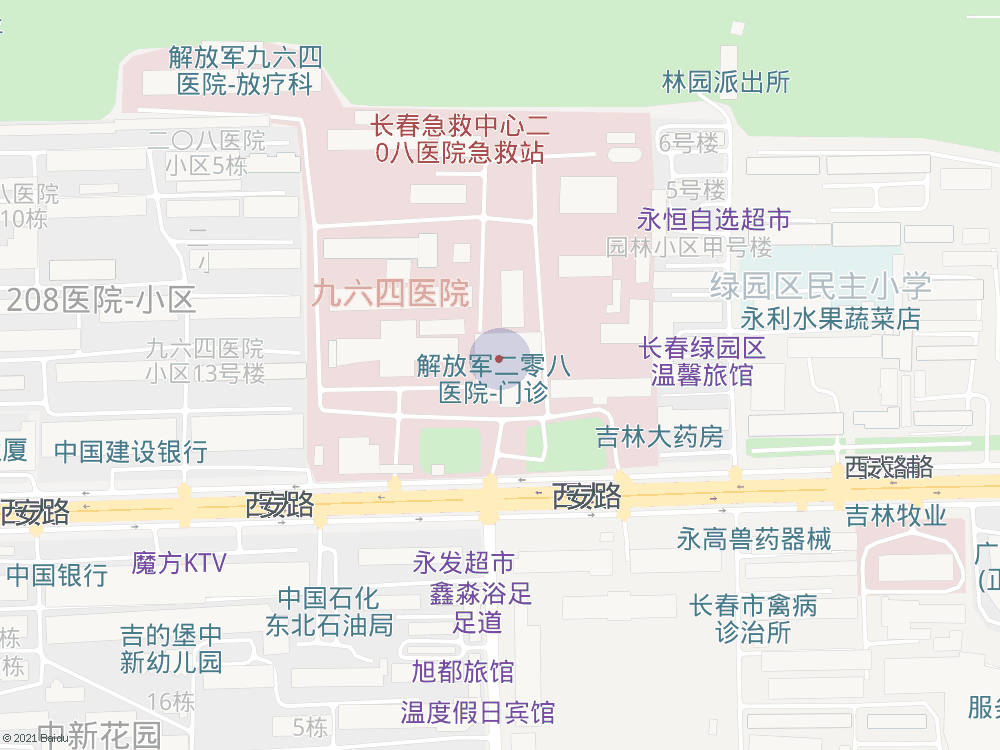 解放军九六四
医院-放疗科
林园派出所
长春急救中心二
0八医院急救站
二〇八医院
小区5栋
6号楼
八医院
10栋
5号楼
永恒自选超市
园林小区甲号楼
二
208医院-小区
九六四医院
绿园区民主小学
永利水果蔬菜店
九六四医院
小区13号楼
长春绿园区
温馨旅馆
解放军二零八
医院-门诊
厦
中国建设银行
吉林大药房
西安路
西安路
西安路
吉林牧业
魔方KTV
永发超市
永高兽药器械
中国银行
广
(正
鑫淼浴足
足道
中国石化
东北石油局
长春市禽病
诊治所
吉的堡中
新幼儿园
栋
栋
旭都旅馆
16栋
温度假日宾馆
5栋
中新花园
服务
© 2021 Baidu